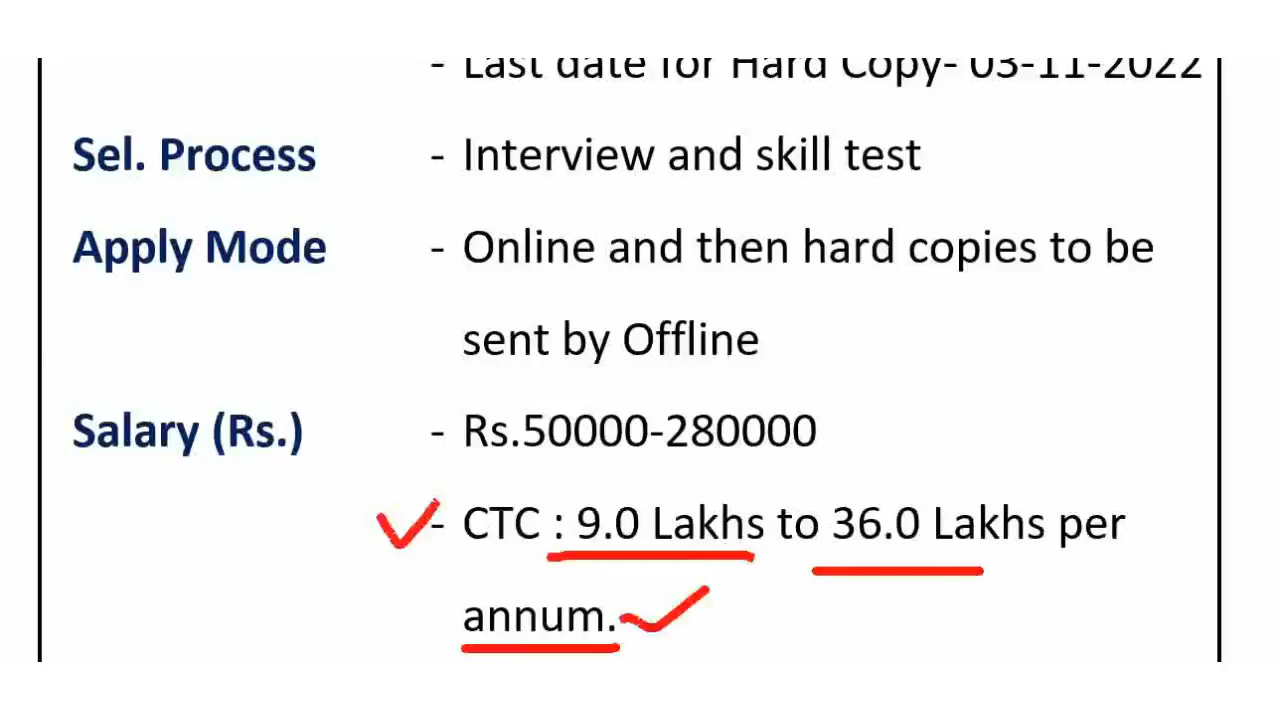 - Last date for Hard Copy- 03-11-2022
Sel. Process - Interview and skill test
Apply Mode - Online and then hard copies to be
sent by Offline
Salary (Rs.) - Rs.50000-280000
- CTC : 9.0 Lakhs to 36.0 Lakhs per
annum.